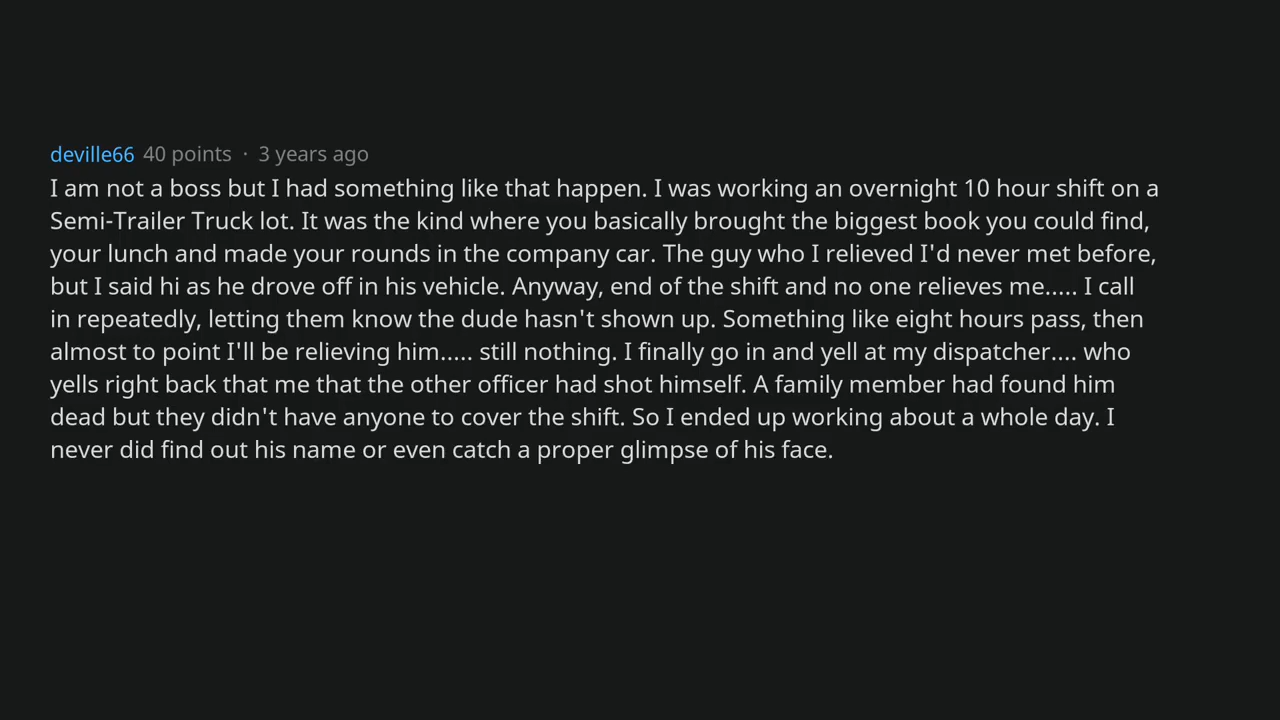 deville66 40 points · 3 years ago
I am not a boss but I had something like that happen. I was working an overnight 10 hour shift on a
Semi-Trailer Truck lot. It was the kind where you basically brought the biggest book you could find,
your lunch and made your rounds in the company car. The guy who I relieved I'd never met before,
but I said hi as he drove off in his vehicle. Anyway, end of the shift and no one relieves me..... I call
in repeatedly, letting them know the dude hasn't shown up. Something like eight hours pass, then
almost to point I'll be relieving him..... still nothing. I finally go in and yell at my dispatcher.... who
yells right back that me that the other officer had shot himself. A family member had found him
dead but they didn't have anyone to cover the shift. So I ended up working about a whole day. I
never did find out his name or even catch a proper glimpse of his face.